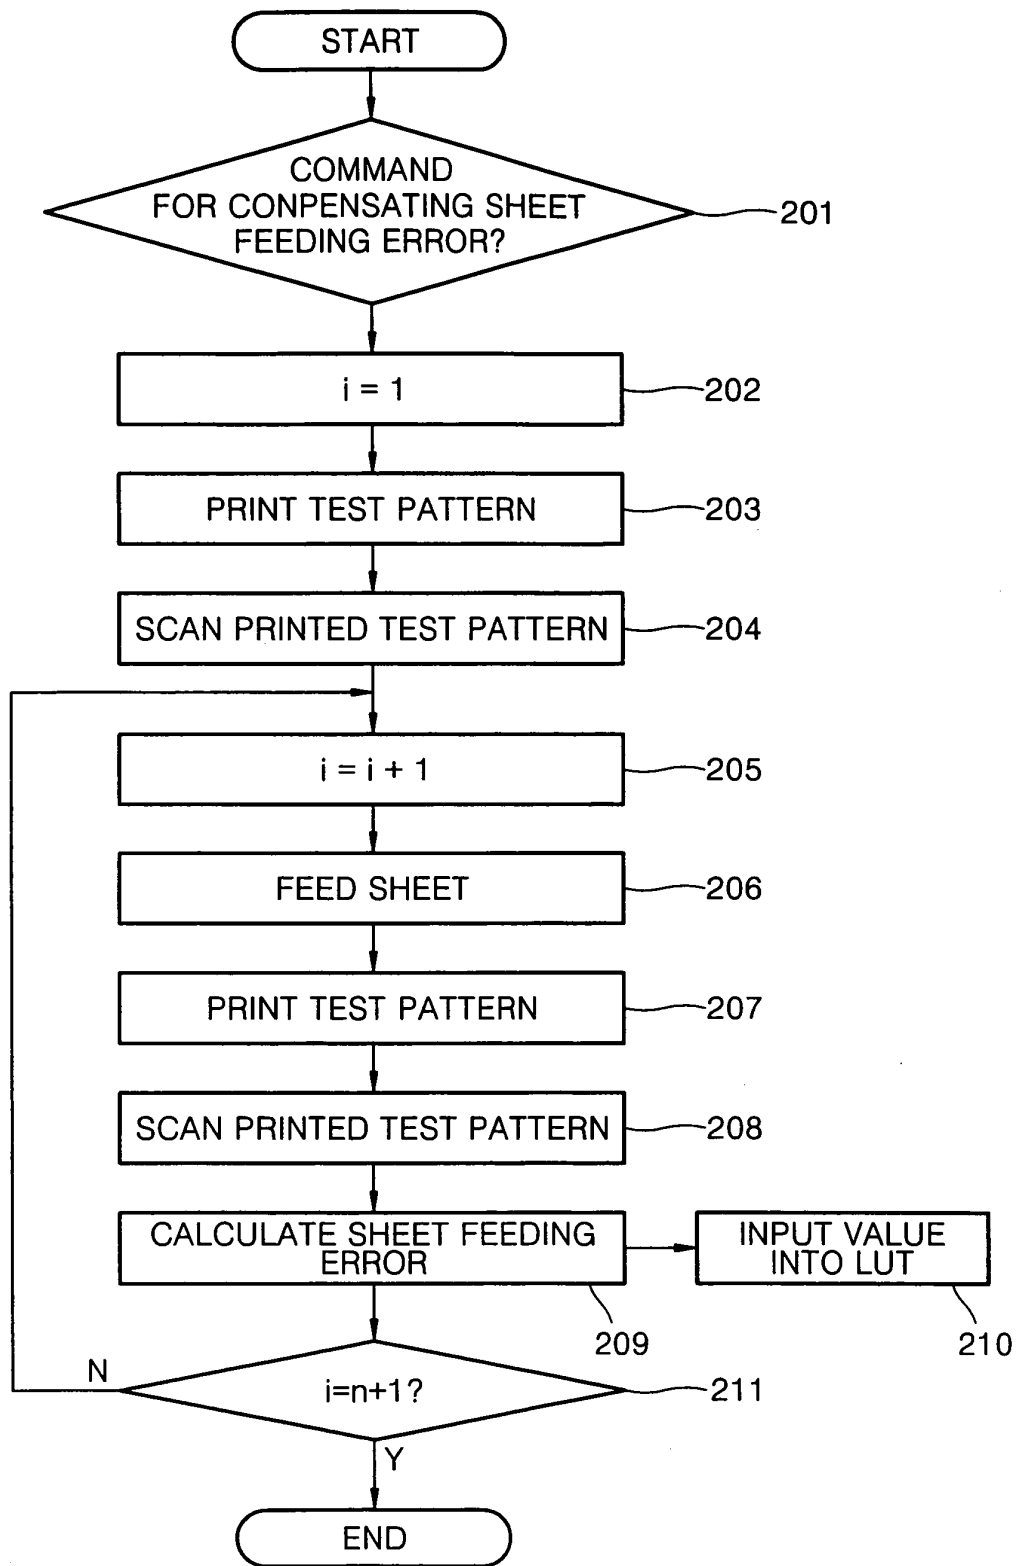 START
COMMAND
FOR CONPENSATING SHEET
FEEDING ERROR?
201
i = 1
202
PRINT TEST PATTERN
203
SCAN PRINTED TEST PATTERN
204
i = i + 1
205
FEED SHEET
206
PRINT TEST PATTERN
207
SCAN PRINTED TEST PATTERN
208
CALCULATE SHEET FEEDING
ERROR
209
INPUT VALUE
INTO LUT
210
N
i=n+1?
211
Y
END